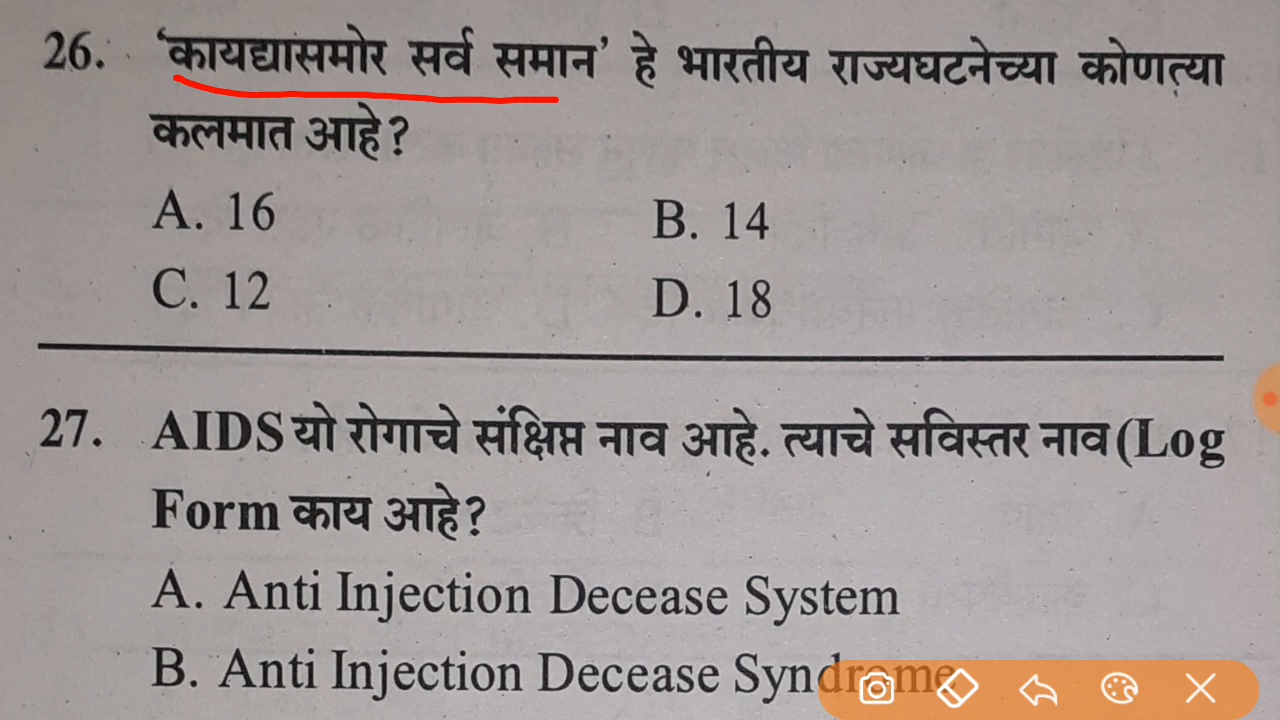 26. 'कायद्यासमोर सर्व समान' हे भारतीय राज्यघटनेच्या कोणत्या
कलमात आहे?
A. 16 B. 14
C. 12 D. 18
27. AIDS यो रोगाचे संक्षिप्त नाव आहे. त्याचे सविस्तर नाव (Log
Form काय आहे?
A. Anti Injection Decease System
B. Anti Injection Decease Syndrome